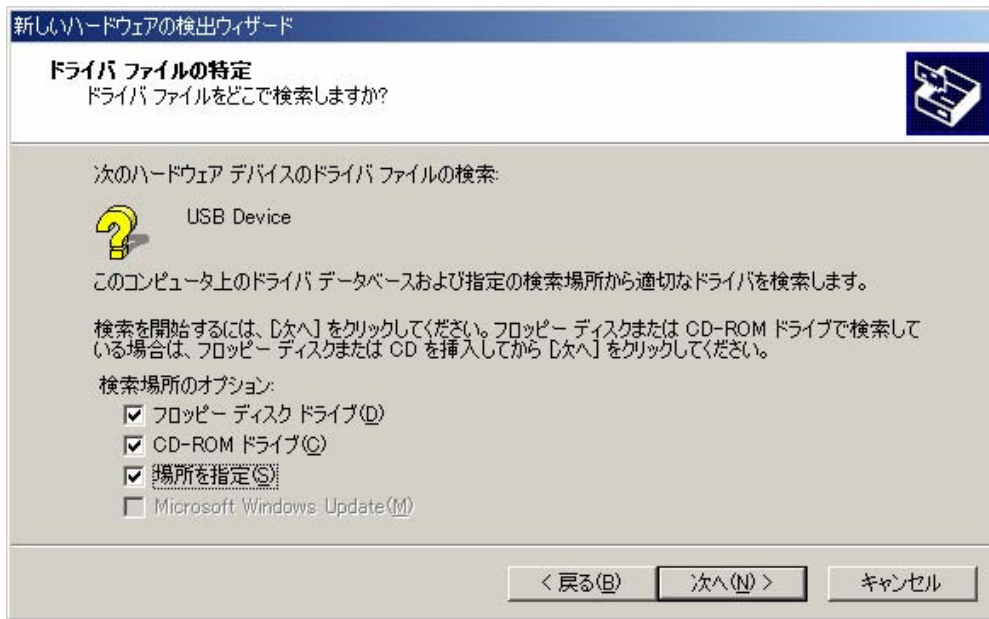 新しいハードウェアの検出ウィザード
ドライバ ファイルの特定
ドライバ ファイルをどこで検索しますか?
次のハードウェア デバイスのドライバ ファイルの検索:
USB Device
このコンピュータ上のドライバ データベースおよび指定の検索場所から適切なドライバを検索します。
検索を開始するには、[次へ] をクリックしてください。フロッピー ディスクまたは CD-ROM ドライブで検索して
いる場合は、フロッピー ディスクまたは CD を挿入してから [次へ] をクリックしてください。
検索場所のオプション:
フロッピー ディスク ドライブ(D)
CD-ROM ドライブ(C)
場所を指定(S)
Microsoft Windows Update(M)
< 戻る(B) 次へ(N) > キャンセル